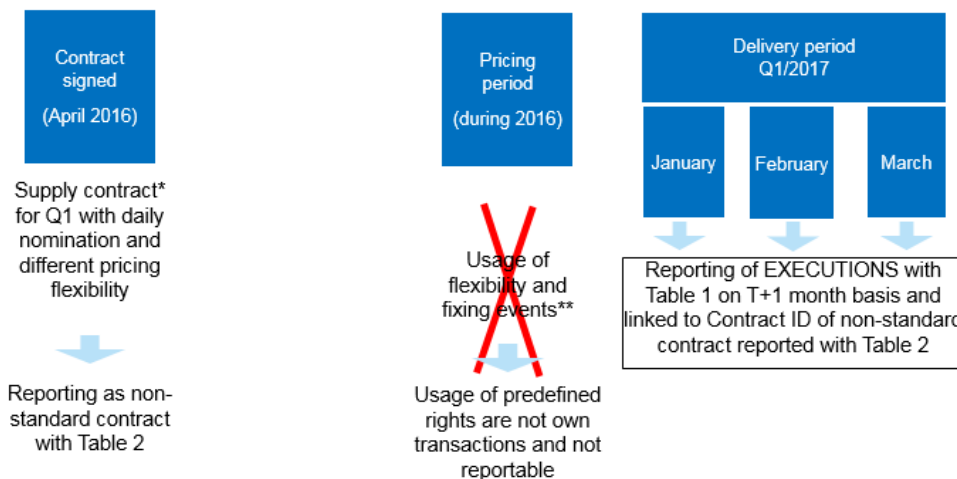 Contract
signed
(April 2016)
Supply contract*
for Q1 with daily
nomination and
different pricing
flexibility
Reporting as non-
standard contract
with Table 2
Pricing
period
(during 2016)
Usage of
flexibility and
fixing events**
Usage of predefined
rights are not own
transactions and not
reportable
Delivery period
Q1/2017
January
February
March
Reporting of EXECUTIONS with
Table 1 on T+1 month basis and
linked to Contract ID of non-standard
contract reported with Table 2